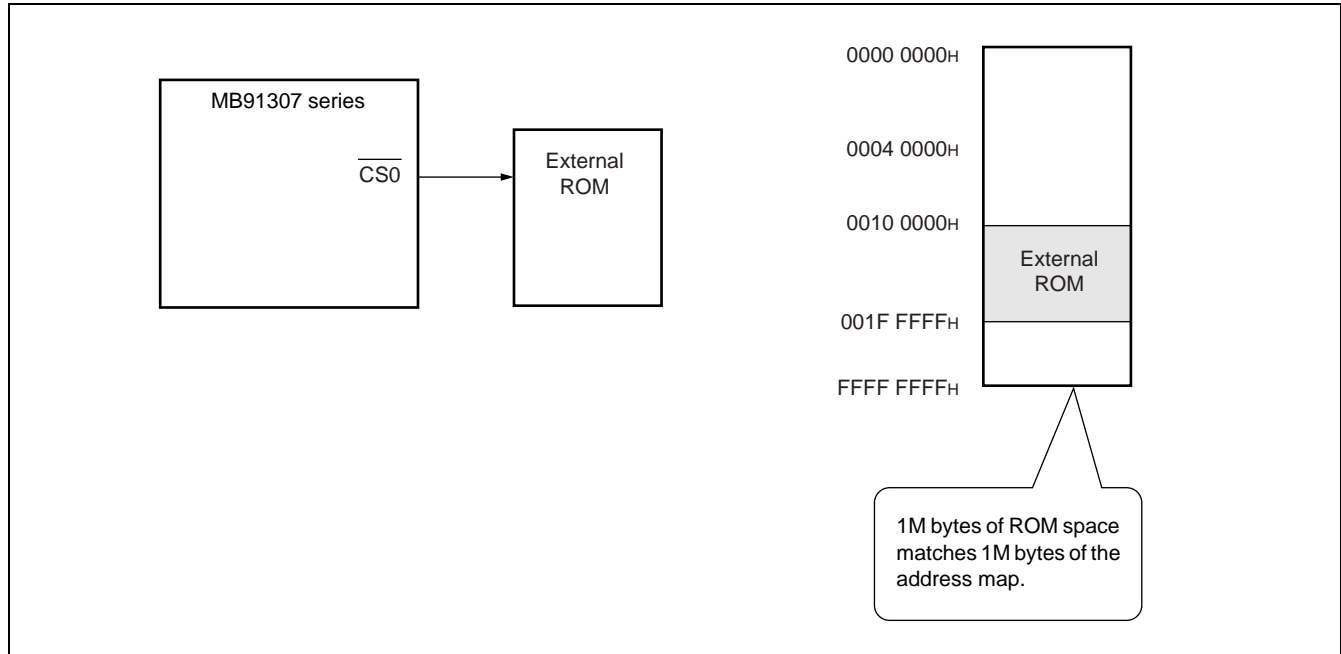 MB91307 series
CS0
External
ROM
0000 0000H
0004 0000H
0010 0000H
External
ROM
001F FFFFH
FFFF FFFFH
1M bytes of ROM space
matches 1M bytes of the
address map.